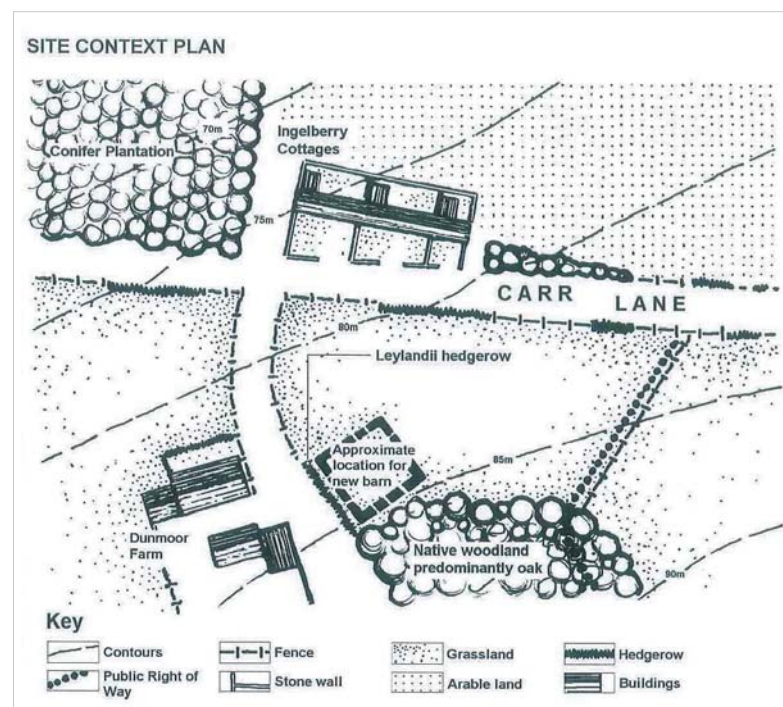 SITE CONTEXT PLAN
70m
Conifer Plantation
Ingelberry
Cottages
75m
CARR LANE
80m
Leylandii hedgerow
Approximate
location for
new barn
85m
Dunmoor
Farm
Native woodland
predominantly oak
90m
Key
Contours
Fence
Grassland
Hedgerow
Public Right of
Way
Stone wall
Arable land
Buildings